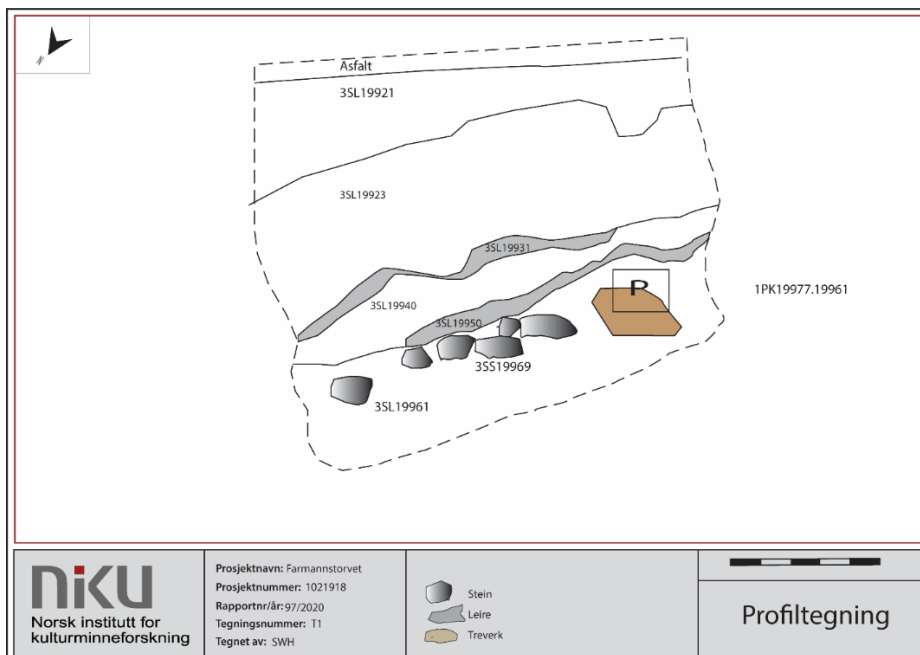 N
Asfalt
3SL19921
3SL19923
3SL19931
P
1PK19977.19961
3SL19940
3SL19950
3SS19969
3SL19961
niku
Norsk institutt for
kulturminneforskning
Prosjektnavn: Farmannstorvet
Prosjektnummer: 1021918
Rapportnr/år: 97/2020
Tegningsnummer: T1
Tegnet av: SWH
Stein
Leire
Treverk
Profiltegning